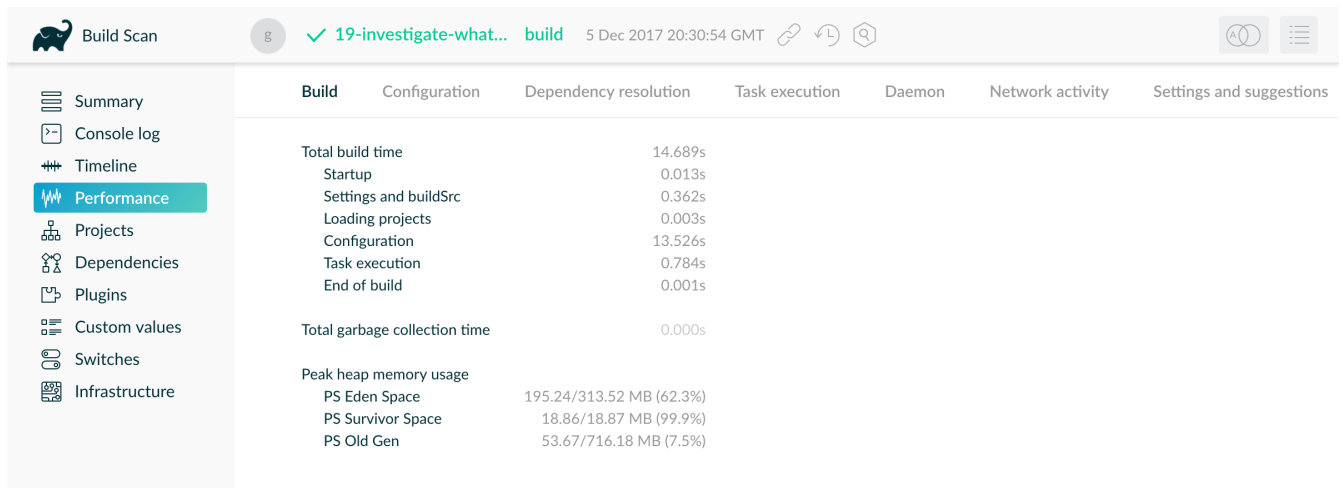 Build Scan
g 19-investigate-what... build 5 Dec 2017 20:30:54 GMT A
Summary
Console log
Timeline
Performance
Projects
Dependencies
Plugins
Custom values
Switches
Infrastructure
Build Configuration Dependency resolution Task execution Daemon Network activity Settings and suggestions
Total build time 14.689s
Startup 0.013s
Settings and buildSrc 0.362s
Loading projects 0.003s
Configuration 13.526s
Task execution 0.784s
End of build 0.001s
Total garbage collection time 0.000s
Peak heap memory usage
PS Eden Space 195.24/313.52 MB (62.3%)
PS Survivor Space 18.86/18.87 MB (99.9%)
PS Old Gen 53.67/716.18 MB (7.5%)